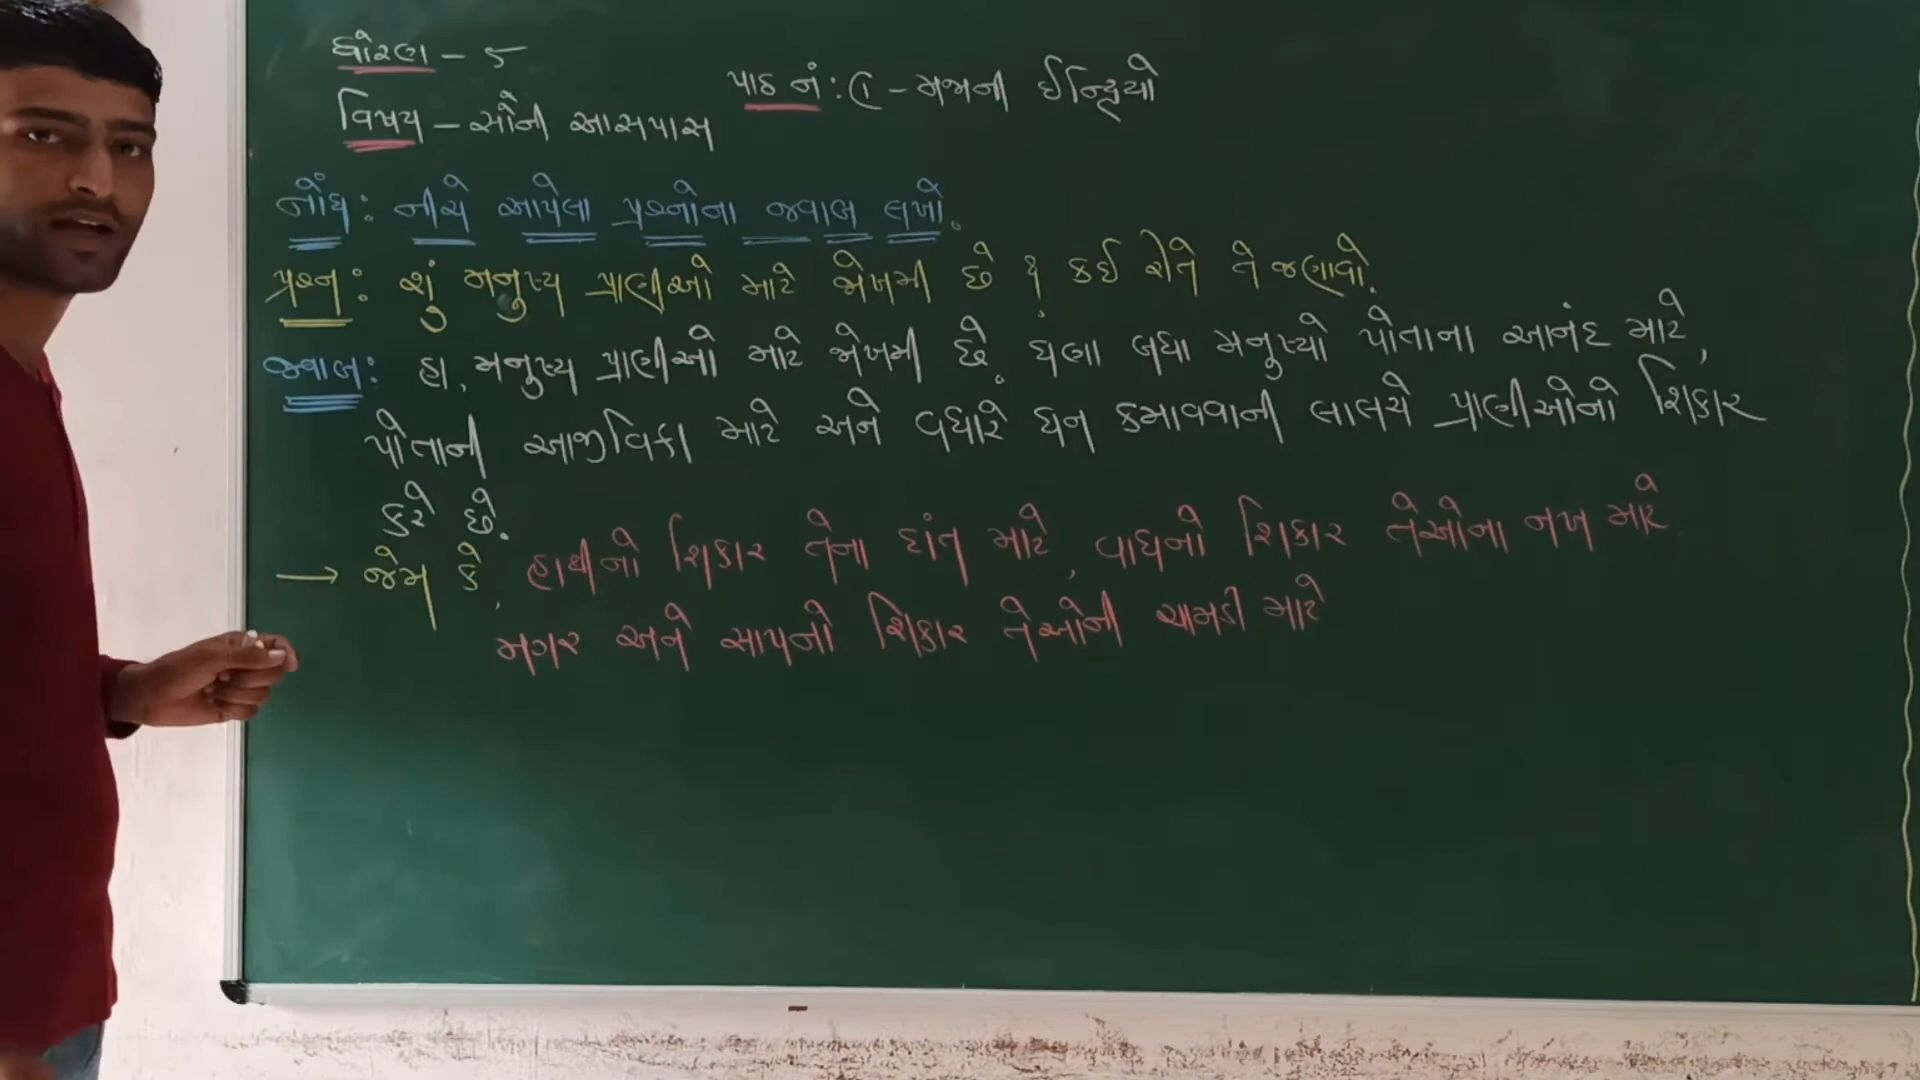 ધોરણ - ૫
પાઠ નં: ૧ - મજાની ઈન્દ્રિયો
વિષય - સૌની આસપાસ
નોંધ: નીચે આપેલા પ્રશ્નોના જવાબ લખો.
પ્રશ્ન: શું મનુષ્ય પ્રાણીઓ માટે જોખમી છે ? કઈ રીતે તે જણાવો.
જવાબ: હા, મનુષ્ય પ્રાણીઓ માટે જોખમી છે. ઘણા બધા મનુષ્યો પોતાના આનંદ માટે,
પોતાની આજીવિકા માટે અને વધારે ધન કમાવવાની લાલચે પ્રાણીઓનો શિકાર
કરે છે.
→ જેમ કે, હાથીનો શિકાર તેના દાંત માટે, વાઘનો શિકાર તેઓના નખ માટે
મગર અને સાપનો શિકાર તેઓની ચામડી માટે